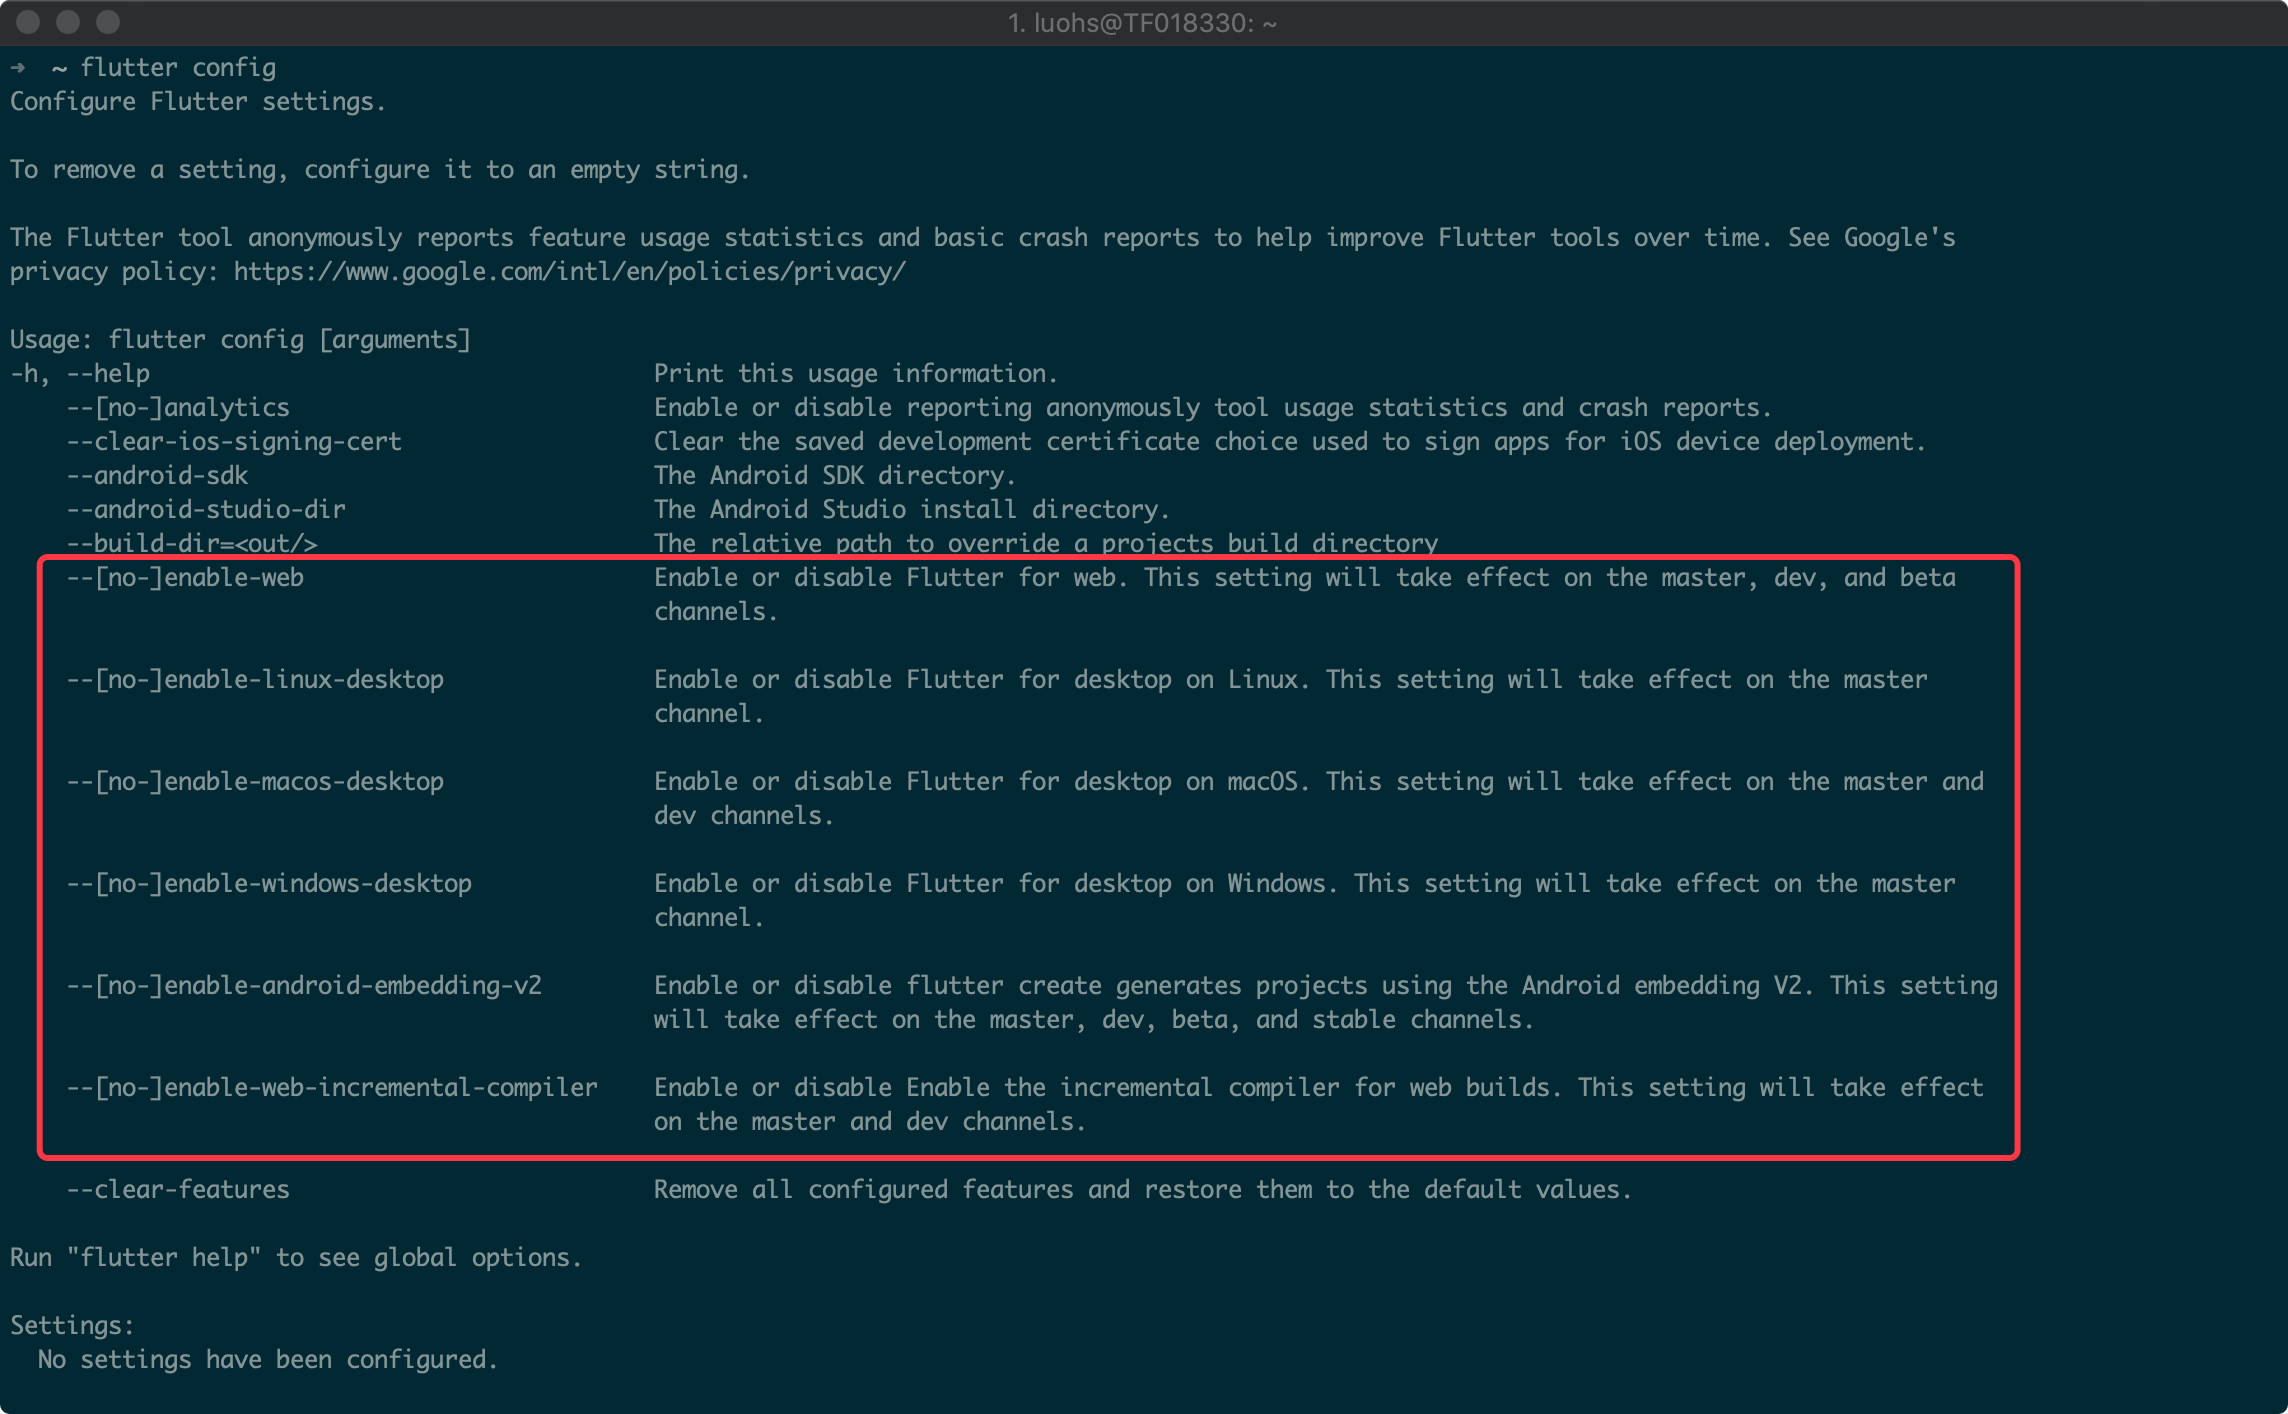 1. luohs@TF018330: ~
➜  ~ flutter config
Configure Flutter settings.
To remove a setting, configure it to an empty string.
The Flutter tool anonymously reports feature usage statistics and basic crash reports to help improve Flutter tools over time. See Google's
privacy policy: https://www.google.com/intl/en/policies/privacy/
Usage: flutter config [arguments]
-h, --help                                    Print this usage information.
    --[no-]analytics                          Enable or disable reporting anonymously tool usage statistics and crash reports.
    --clear-ios-signing-cert                  Clear the saved development certificate choice used to sign apps for iOS device deployment.
    --android-sdk                             The Android SDK directory.
    --android-studio-dir                      The Android Studio install directory.
    --build-dir=<out/>                        The relative path to override a projects build directory
    --[no-]enable-web                         Enable or disable Flutter for web. This setting will take effect on the master, dev, and beta
                                              channels.
    --[no-]enable-linux-desktop               Enable or disable Flutter for desktop on Linux. This setting will take effect on the master
                                              channel.
    --[no-]enable-macos-desktop               Enable or disable Flutter for desktop on macOS. This setting will take effect on the master and
                                              dev channels.
    --[no-]enable-windows-desktop             Enable or disable Flutter for desktop on Windows. This setting will take effect on the master
                                              channel.
    --[no-]enable-android-embedding-v2        Enable or disable flutter create generates projects using the Android embedding V2. This setting
                                              will take effect on the master, dev, beta, and stable channels.
    --[no-]enable-web-incremental-compiler    Enable or disable Enable the incremental compiler for web builds. This setting will take effect
                                              on the master and dev channels.
    --clear-features                          Remove all configured features and restore them to the default values.
Run "flutter help" to see global options.
Settings:
  No settings have been configured.